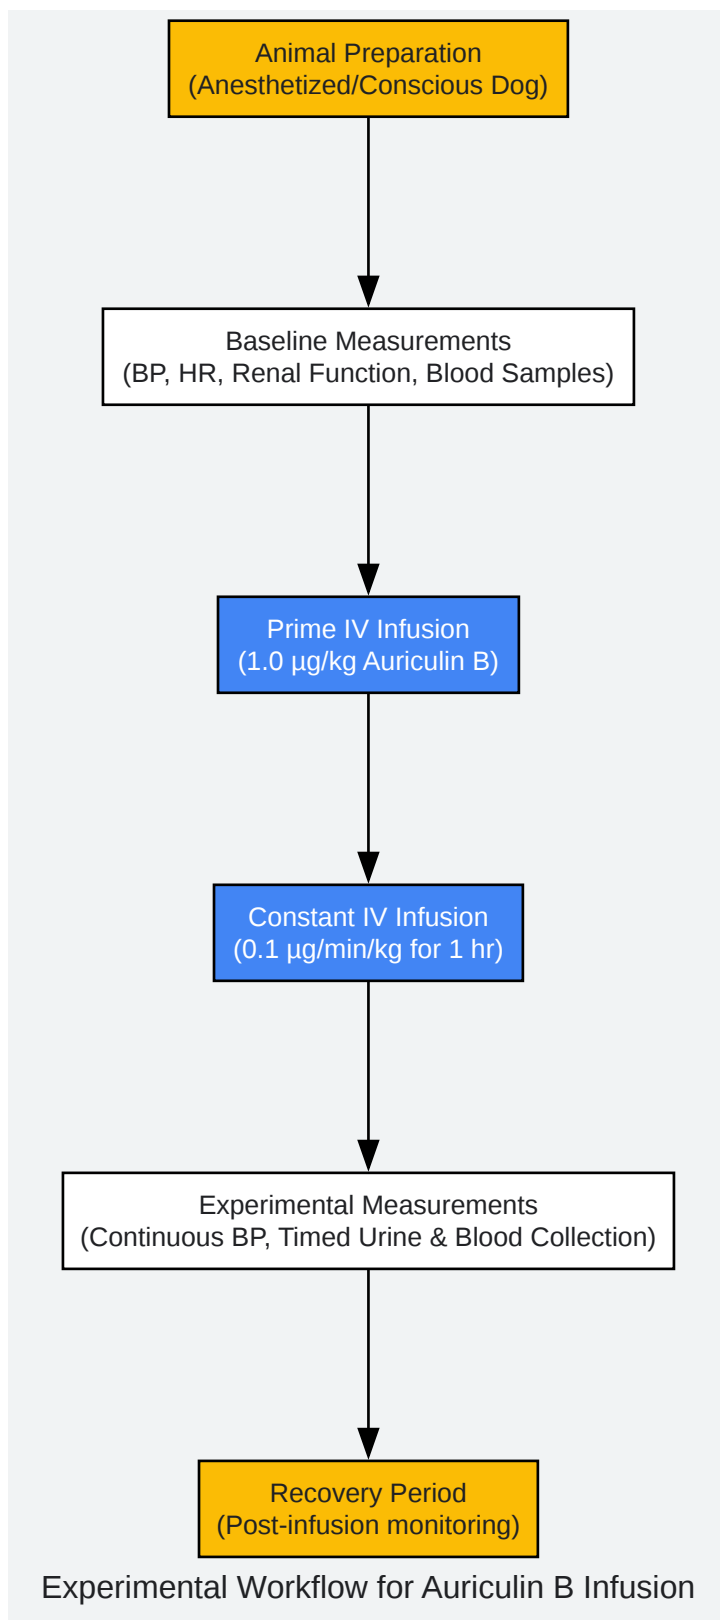 Animal Preparation
(Anesthetized/Conscious Dog)
Baseline Measurements
(BP, HR, Renal Function, Blood Samples)
Prime IV Infusion
(1.0 µg/kg Auriculin B)
Constant IV Infusion
(0.1 µg/min/kg for 1 hr)
Experimental Measurements
(Continuous BP, Timed Urine & Blood Collection)
Recovery Period
(Post-infusion monitoring)
Experimental Workflow for Auriculin B Infusion